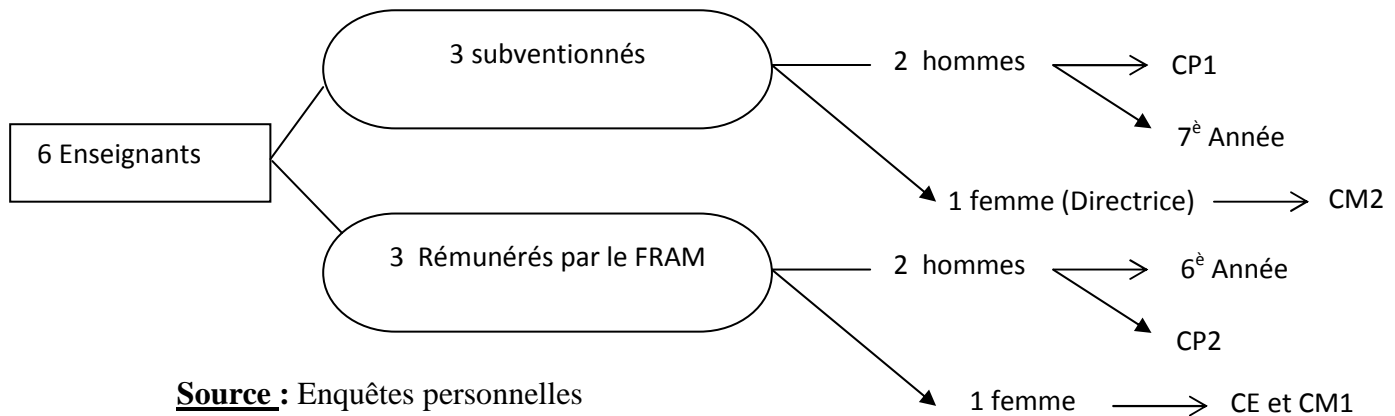 3 subventionnés
2 hommes
CP1
7è Année
6 Enseignants
1 femme (Directrice)
CM2
3 Rémunérés par le FRAM
2 hommes
6è Année
CP2
1 femme
CE et CM1
Source : Enquêtes personnelles